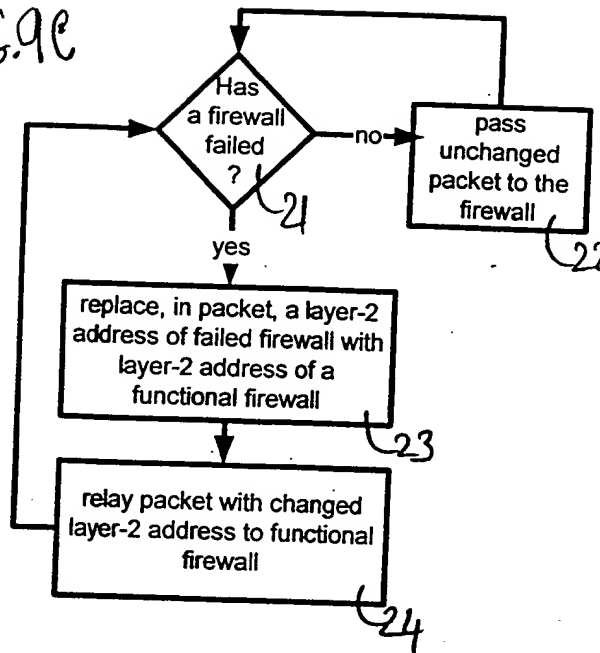 G.9C
Has
a firewall
failed
?
21
no
pass
unchanged
packet to the
firewall
22
yes
replace, in packet, a layer-2
address of failed firewall with
layer-2 address of a
functional firewall
23
relay packet with changed
layer-2 address to functional
firewall
24